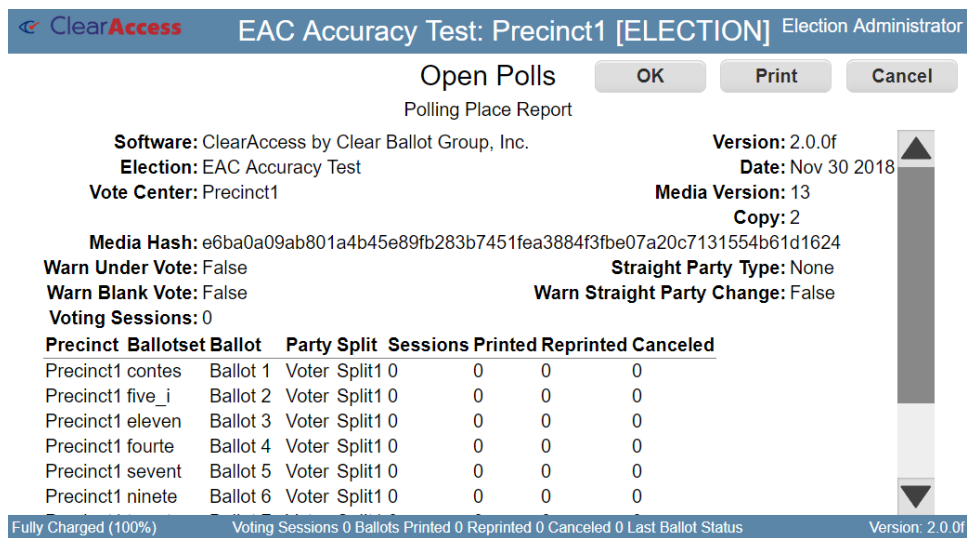 ClearAccess EAC Accuracy Test: Precinct1 [ELECTION] Election Administrator
Open Polls OK Print Cancel
Polling Place Report
Software: ClearAccess by Clear Ballot Group, Inc. Version: 2.0.0f
Election: EAC Accuracy Test Date: Nov 30 2018
Vote Center: Precinct1 Media Version: 13
Copy: 2
Media Hash: e6ba0a09ab801a4b45e89fb283b7451fea3884f3fbe07a20c7131554b61d1624
Warn Under Vote: False Straight Party Type: None
Warn Blank Vote: False Warn Straight Party Change: False
Voting Sessions: 0
Precinct Ballotset Ballot Party Split Sessions Printed Reprinted Canceled
Precinct1 contes Ballot 1 Voter Split1 0 0 0 0
Precinct1 five_i Ballot 2 Voter Split1 0 0 0 0
Precinct1 eleven Ballot 3 Voter Split1 0 0 0 0
Precinct1 fourte Ballot 4 Voter Split1 0 0 0 0
Precinct1 sevent Ballot 5 Voter Split1 0 0 0 0
Precinct1 ninete Ballot 6 Voter Split1 0 0 0 0
Fully Charged (100%) Voting Sessions 0 Ballots Printed 0 Reprinted 0 Canceled 0 Last Ballot Status Version: 2.0.0f